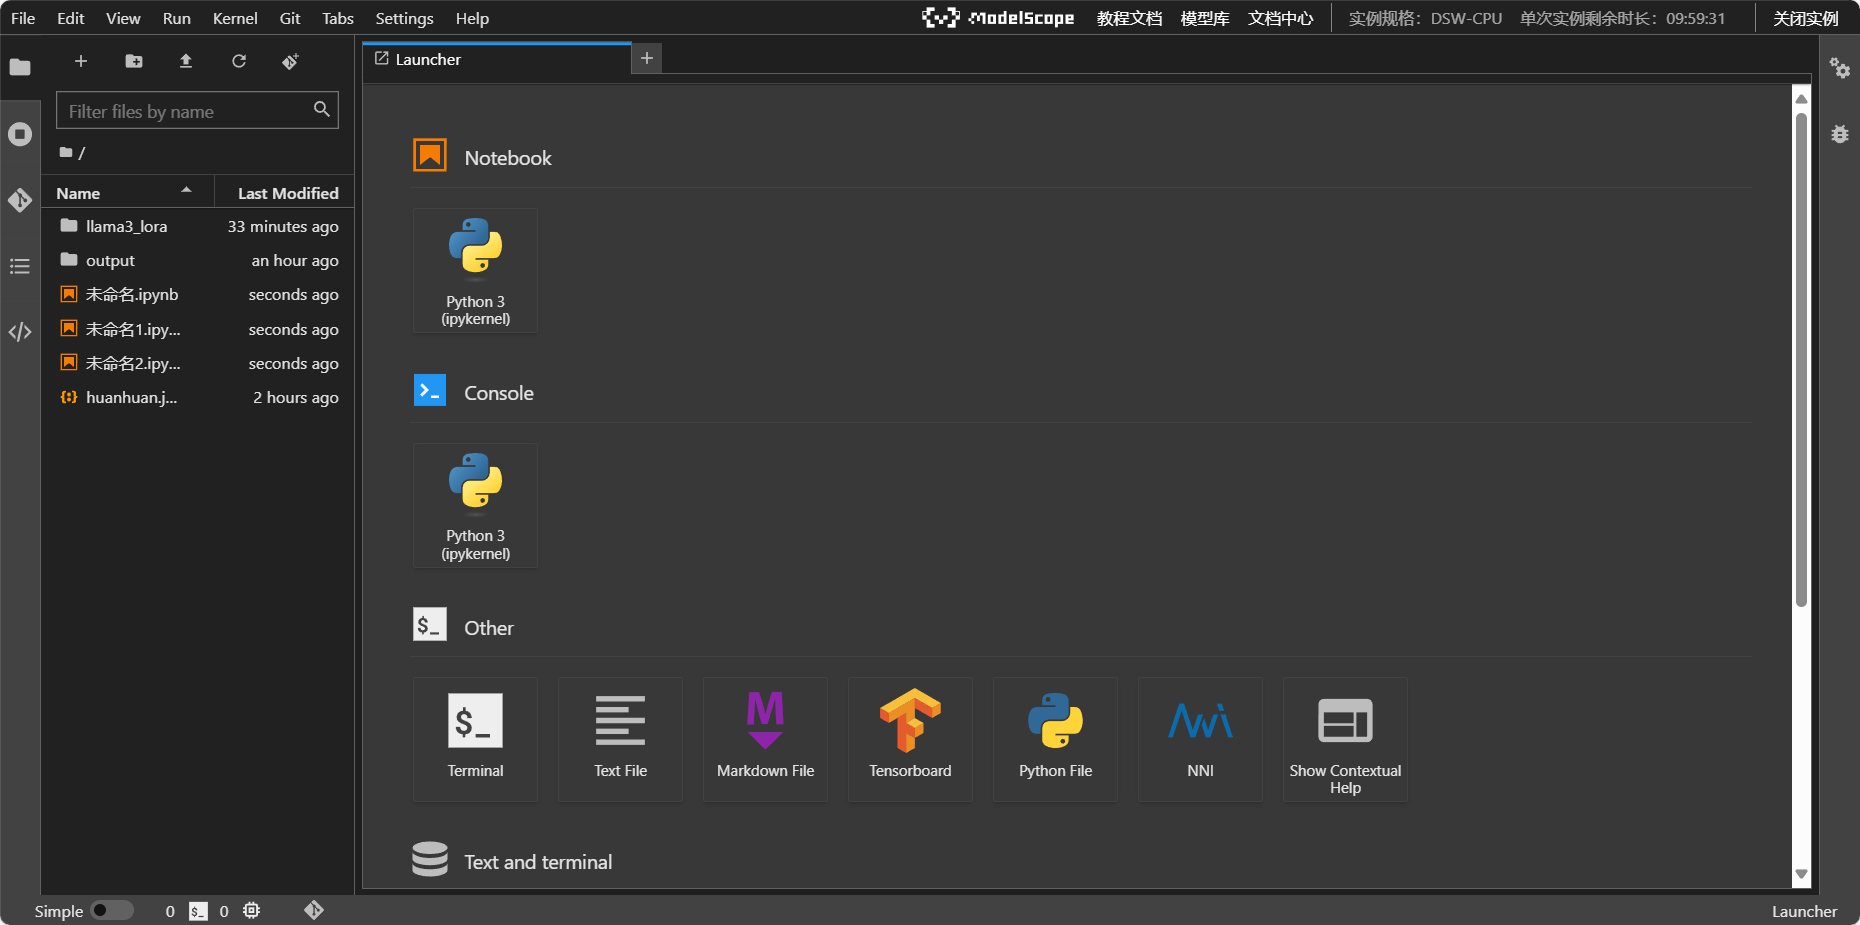 File Edit View Run Kernel Git Tabs Settings Help
ModelScope 教程文档 模型库 文档中心 实例规格：DSW-CPU 单次实例剩余时长：09:59:31 关闭实例
Launcher
Filter files by name
/
Name Last Modified
llama3_lora 33 minutes ago
output an hour ago
未命名.ipynb seconds ago
未命名1.ipy... seconds ago
未命名2.ipy... seconds ago
huanhuan.j... 2 hours ago
Notebook
Python 3
(ipykernel)
Console
Python 3
(ipykernel)
$_ Other
$_
Terminal
Text File
M
Markdown File
Tensorboard
Python File
NNI
Show Contextual
Help
Text and terminal
Simple 0 $_ 0
Launcher